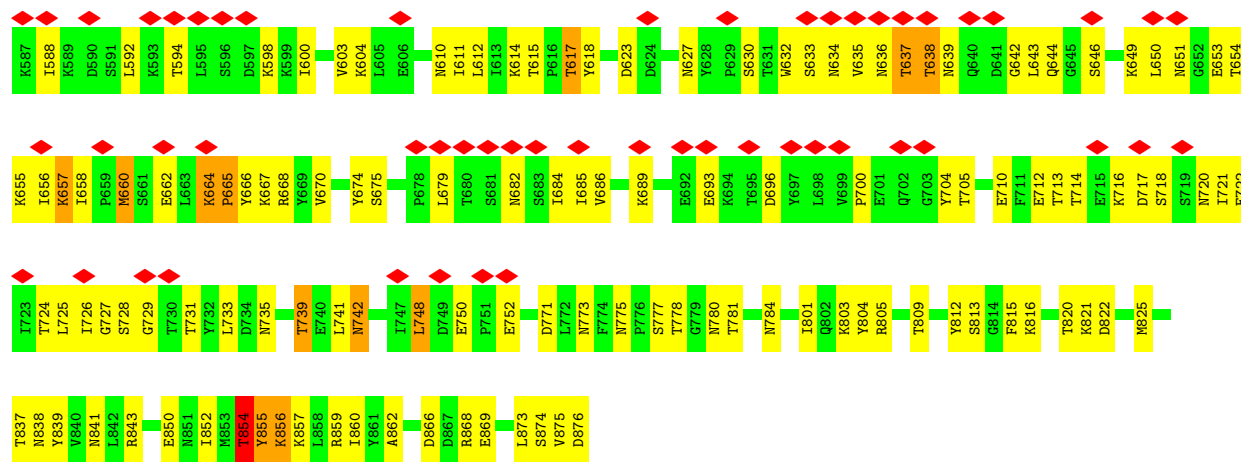 K587 I588 K589 D590 S591 L592 K593 T594 L595 S596 D597 K598 K599 I600 V603 K604 L605 E606 N610 I611 L612 I613 K614 T615 P616 T617 Y618 D623 D624 N627 Y628 P629 S630 T631 W632 S633 N634 V635 N636 T637 T638 N639 Q640 D641 G642 L643 Q644 G645 S646 K649 L650 N651 G652 E653 T654
K655 I656 K657 I658 P659 M660 S661 E662 L663 K664 P665 Y666 K667 R668 Y669 V670 Y674 S675 P678 L679 T680 S681 N682 S683 I684 I685 V686 K689 E692 E693 K694 T695 D696 Y697 L698 V699 P700 E701 Q702 G703 Y704 T705 E710 F711 E712 T713 T714 E715 K716 D717 S718 S719 N720 I721
I723 T724 L725 I726 G727 S728 G729 T730 T731 Y732 L733 D734 N735 T739 E740 L741 N742 I747 L748 D749 E750 P751 E752 D771 L772 N773 F774 N775 P776 S777 T778 G779 N780 T781 N784 I801 Q802 K803 Y804 R805 T809 Y812 S813 G814 F815 K816 T820 K821 D822 M825
T837 N838 Y839 V840 N841 L842 R843 E850 N851 I852 M853 T854 Y855 K856 K857 L858 R859 I860 Y861 A862 D866 D867 R868 E869 L873 S874 V875 D876